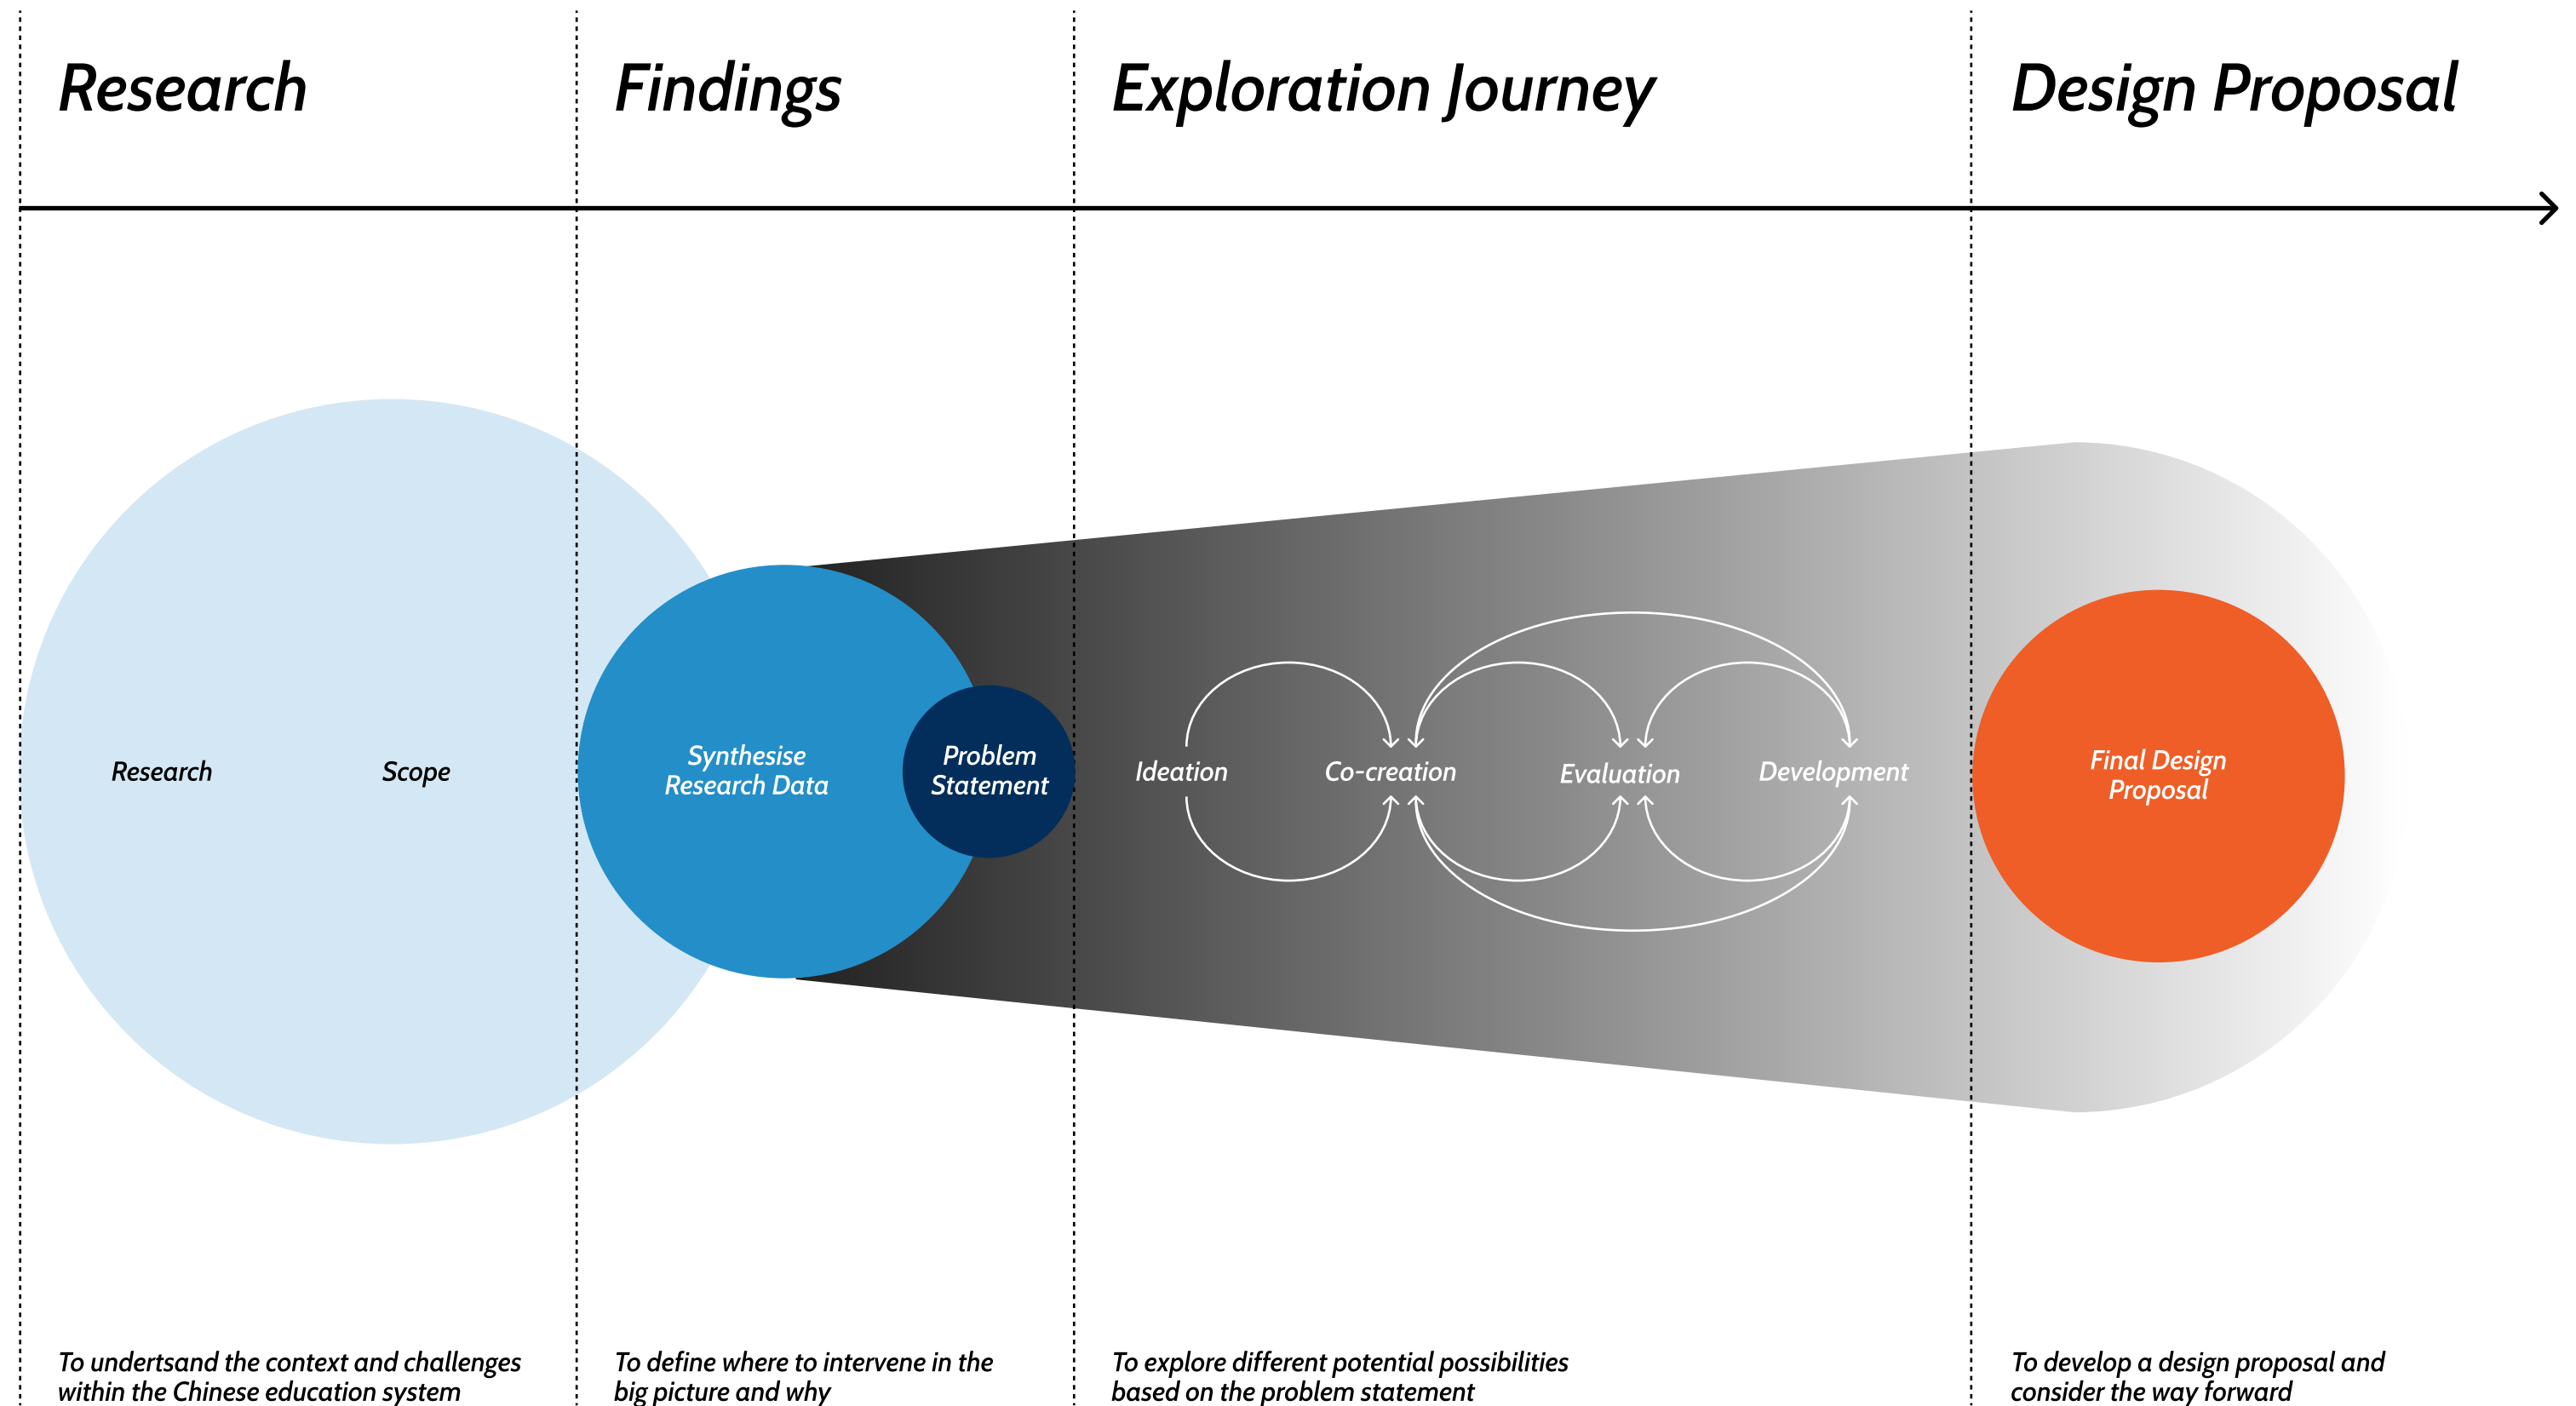 Research
Findings
Exploration Journey
Design Proposal
Research
Scope
Synthesise
Research Data
Problem
Statement
Ideation
Co-creation
Evaluation
Development
Final Design
Proposal
To undertsand the context and challenges
within the Chinese education system
To define where to intervene in the
big picture and why
To explore different potential possibilities
based on the problem statement
To develop a design proposal and
consider the way forward